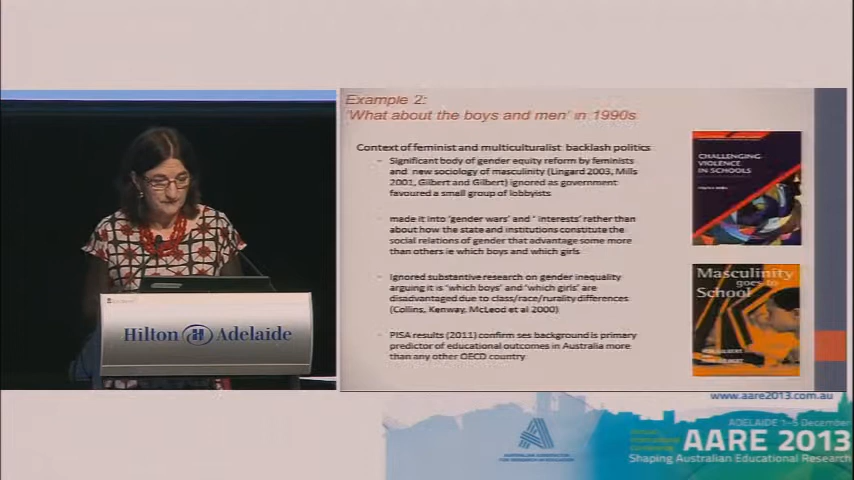 Example 2:
'What about the boys and men' in 1990s
Context of feminist and multiculturalist backlash politics
- Significant body of gender equity reform by feminists
and new sociology of masculinity (Lingard 2003, Mills
2001, Gilbert and Gilbert) ignored as government
favoured a small group of lobbyists
- made it into 'gender wars' and ' interests' rather than
about how the state and institutions constitute the
social relations of gender that advantage some more
than others ie which boys and which girls
- Ignored substantive research on gender inequality
arguing it is 'which boys' and 'which girls' are
disadvantaged due to class/race/rurality differences
(Collins, Kenway, McLeod et al 2000)
- PISA results (2011) confirm ses background is primary
predictor of educational outcomes in Australia more
than any other OECD country
CHALLENGING
VIOLENCE
IN SCHOOLS
Masculinity
goes to
School
Hilton H Adelaide
www.aare2013.com.au
ADELAIDE 1-5 December
AARE 2013
Shaping Australian Educational Research